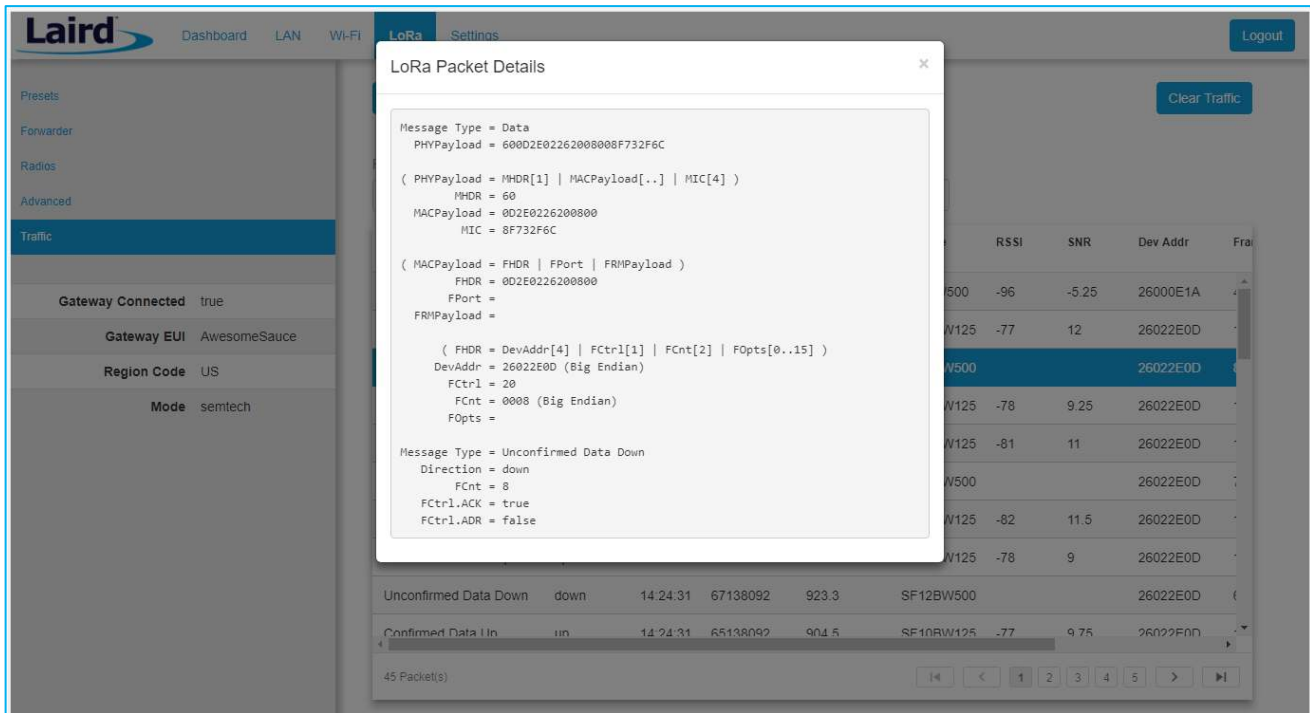 Laird
Dashboard LAN Wi-Fi LoRa Settings
Logout
Presets
Forwarder
Radios
Advanced
Traffic
Gateway Connected true
Gateway EUI AwesomeSauce
Region Code US
Mode semtech
LoRa Packet Details ×
Message Type = Data
PHYPayload = 600D2E02262008008F732F6C
( PHYPayload = MHDR[1] | MACPayload[..] | MIC[4] )
MHDR = 60
MACPayload = 0D2E0226200800
MIC = 8F732F6C
( MACPayload = FHDR | FPort | FRMPayload )
FHDR = 0D2E0226200800
FPort =
FRMPayload =
( FHDR = DevAddr[4] | FCtrl[1] | FCnt[2] | FOpts[0..15] )
DevAddr = 26022E0D (Big Endian)
FCtrl = 20
FCnt = 0008 (Big Endian)
FOpts =
Message Type = Unconfirmed Data Down
Direction = down
FCnt = 8
FCtrl.ACK = true
FCtrl.ADR = false
Clear Traffic
RSSI SNR Dev Addr
-96 -5.25 26000E1A
-77 12 26022E0D
26022E0D
-78 9.25 26022E0D
-81 11 26022E0D
26022E0D
-82 11.5 26022E0D
-78 9 26022E0D
Unconfirmed Data Down down 14:24:31 67138092 923.3 SF12BW500 26022E0D
Confirmed Data Up up 14:24:31 65138092 904.5 SF10BW125 -77 9.75 26022E0D
45 Packet(s)
1 2 3 4 5